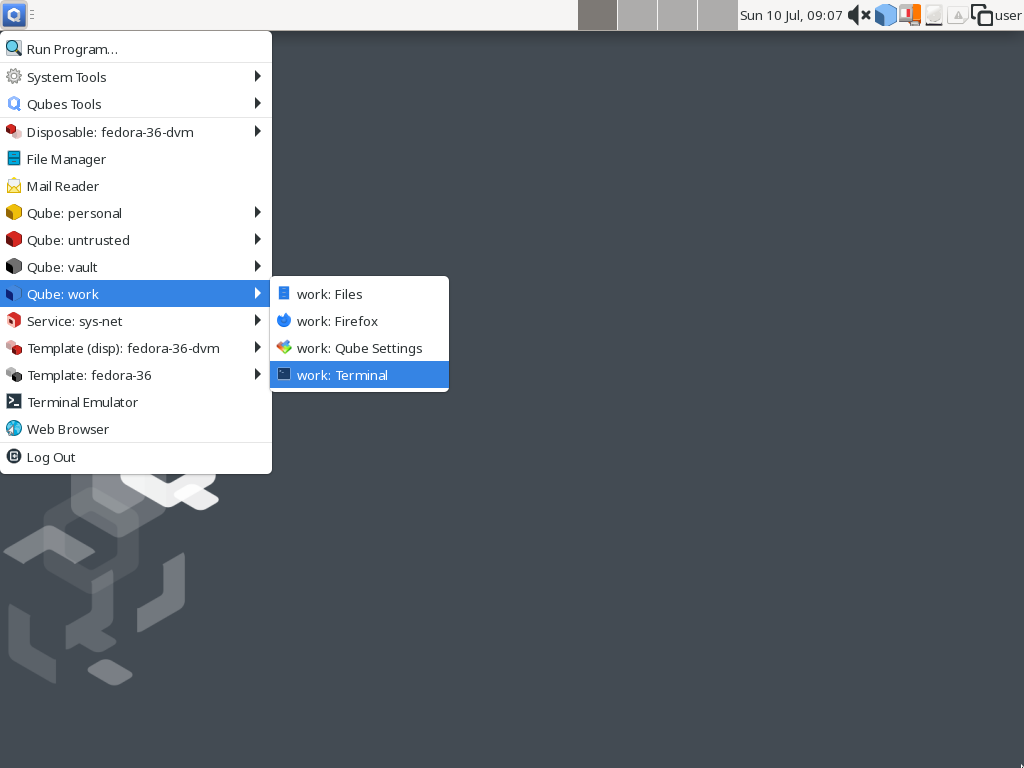 Sun 10 Jul, 09:07
user
Run Program...
System Tools
Qubes Tools
Disposable: fedora-36-dvm
File Manager
Mail Reader
Qube: personal
Qube: untrusted
Qube: vault
Qube: work
work: Files
work: Firefox
work: Qube Settings
work: Terminal
Service: sys-net
Template (disp): fedora-36-dvm
Template: fedora-36
Terminal Emulator
Web Browser
Log Out